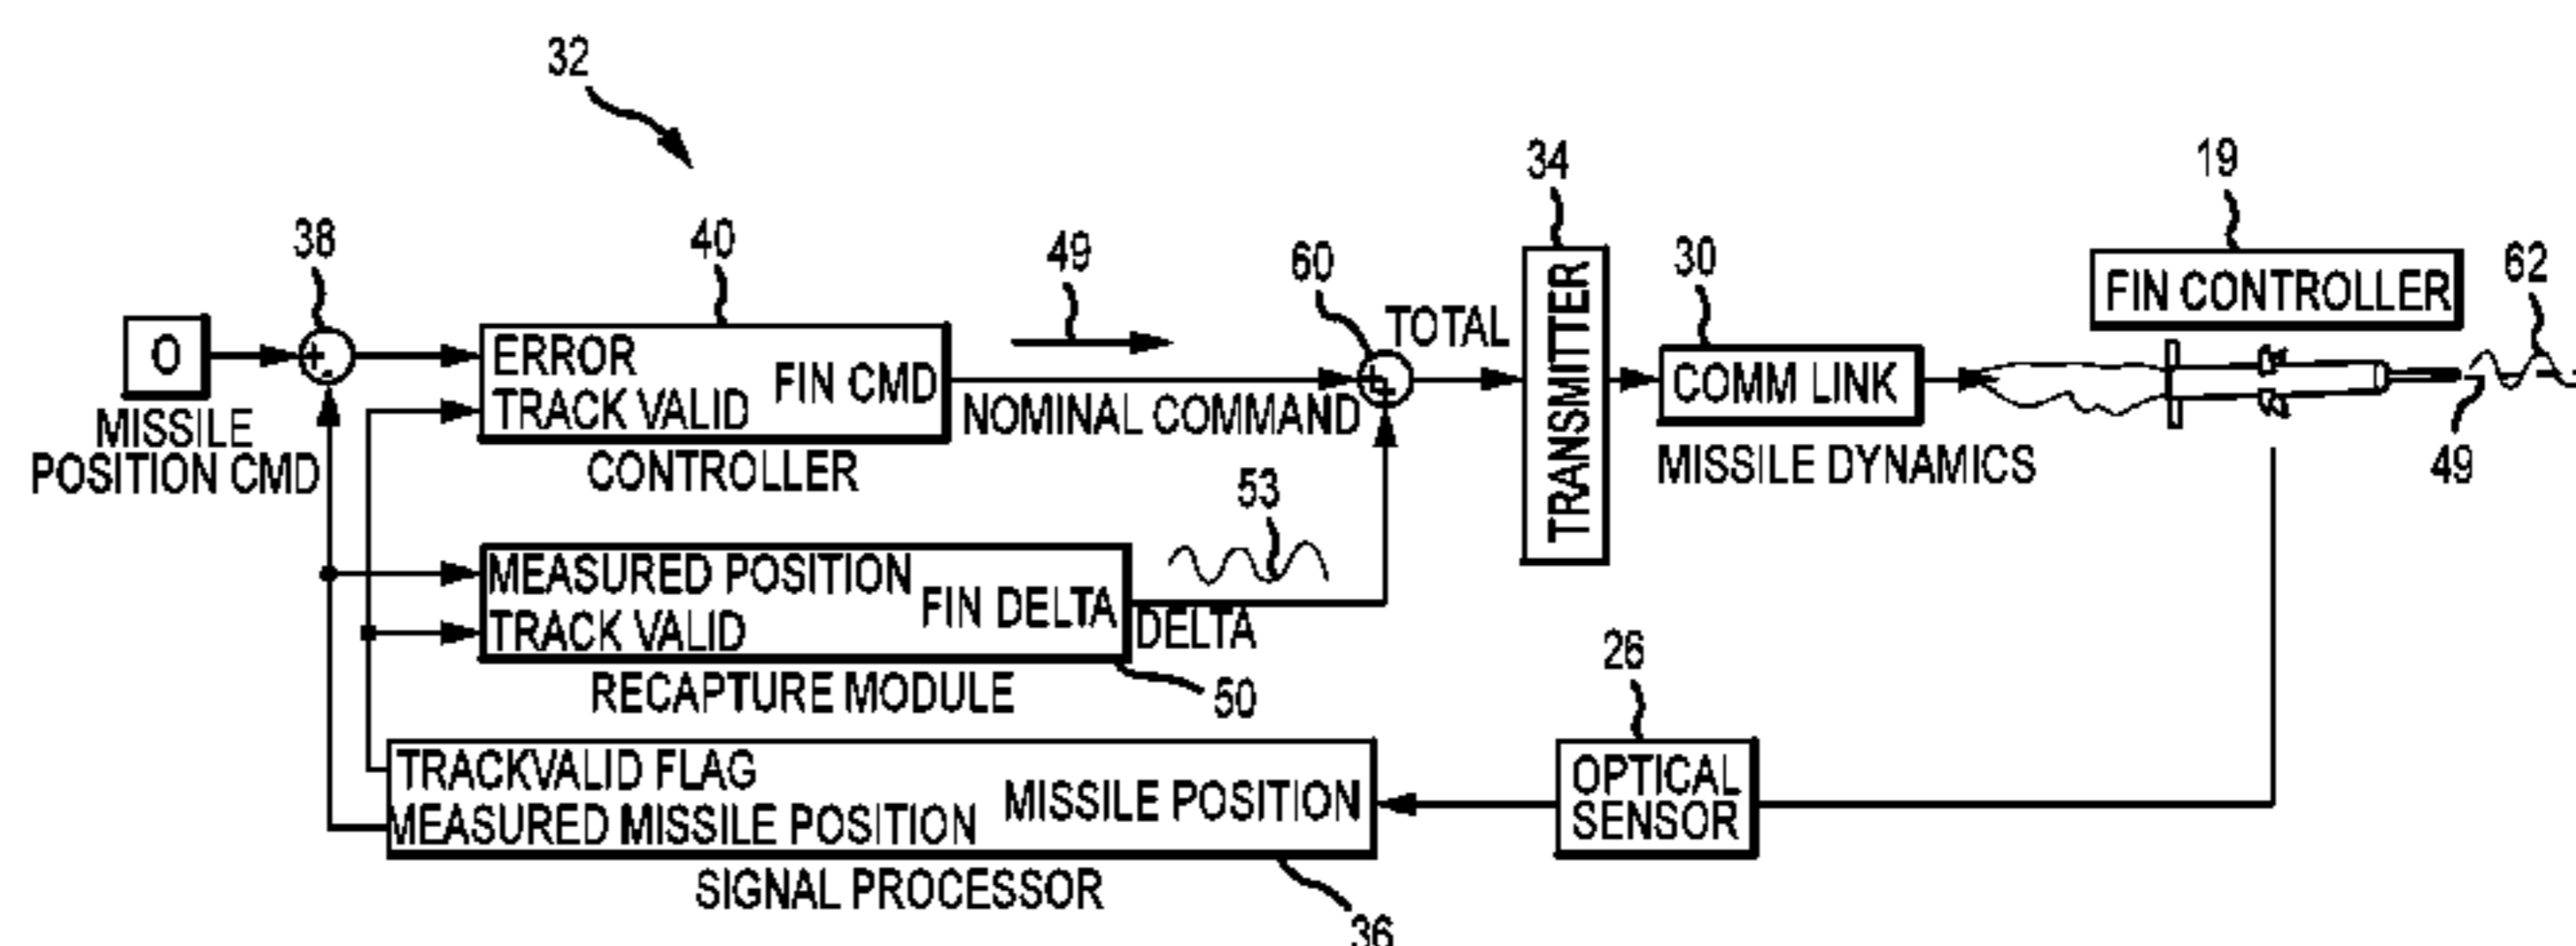 32
34
19
38
40
49
60
30
62
TOTAL
FIN CONTROLLER
O
ERROR
FIN CMD
TRACK VALID
TRANSMITTER
COMM LINK
MISSILE
POSITION CMD
NOMINAL COMMAND
CONTROLLER
MISSILE DYNAMICS
49
53
MEASURED POSITION
FIN DELTA
TRACK VALID
DELTA
RECAPTURE MODULE
50
26
TRACKVALID FLAG
MISSILE POSITION
MEASURED MISSILE POSITION
OPTICAL
SENSOR
SIGNAL PROCESSOR
36